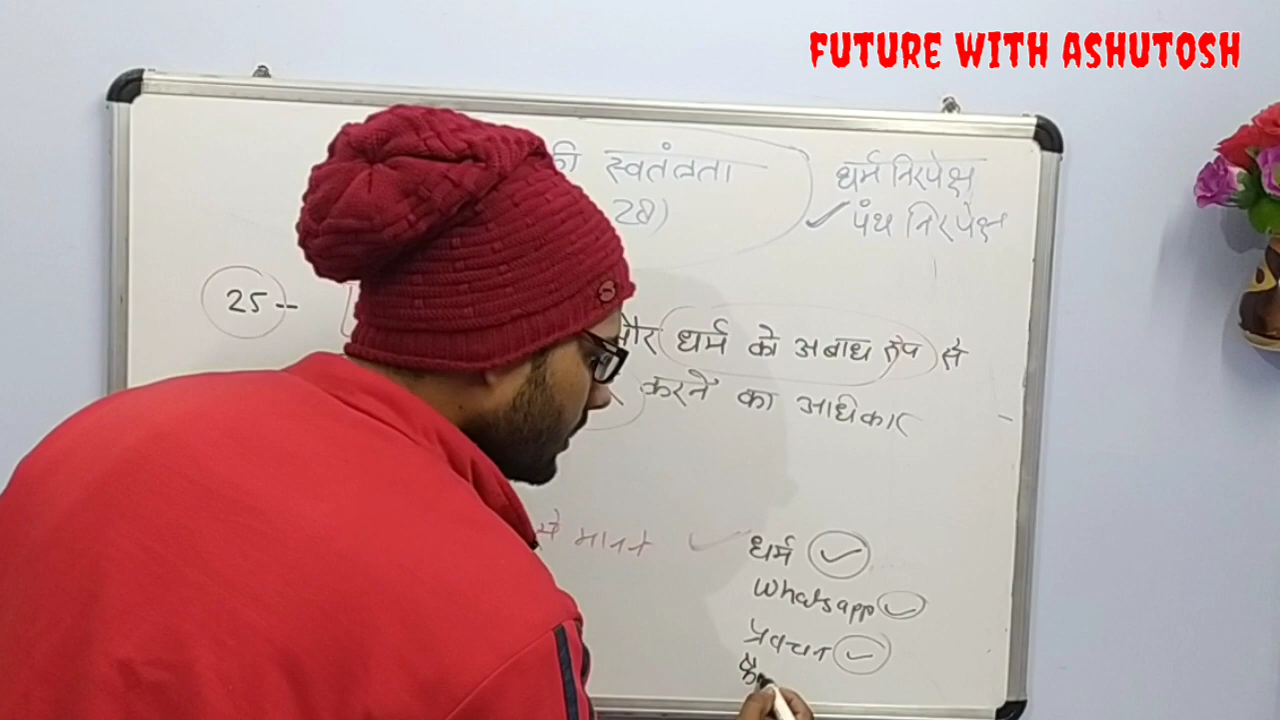 FUTURE WITH ASHUTOSH
की स्वतंत्रता
28)
धर्म निरपेक्ष
✓ पंथ निरपेक्ष
25--
और धर्म को अबाध रूप से
करने का अधिकार
से मानने ✓
धर्म ✓
Whatsapp ✓
प्रवचन ✓